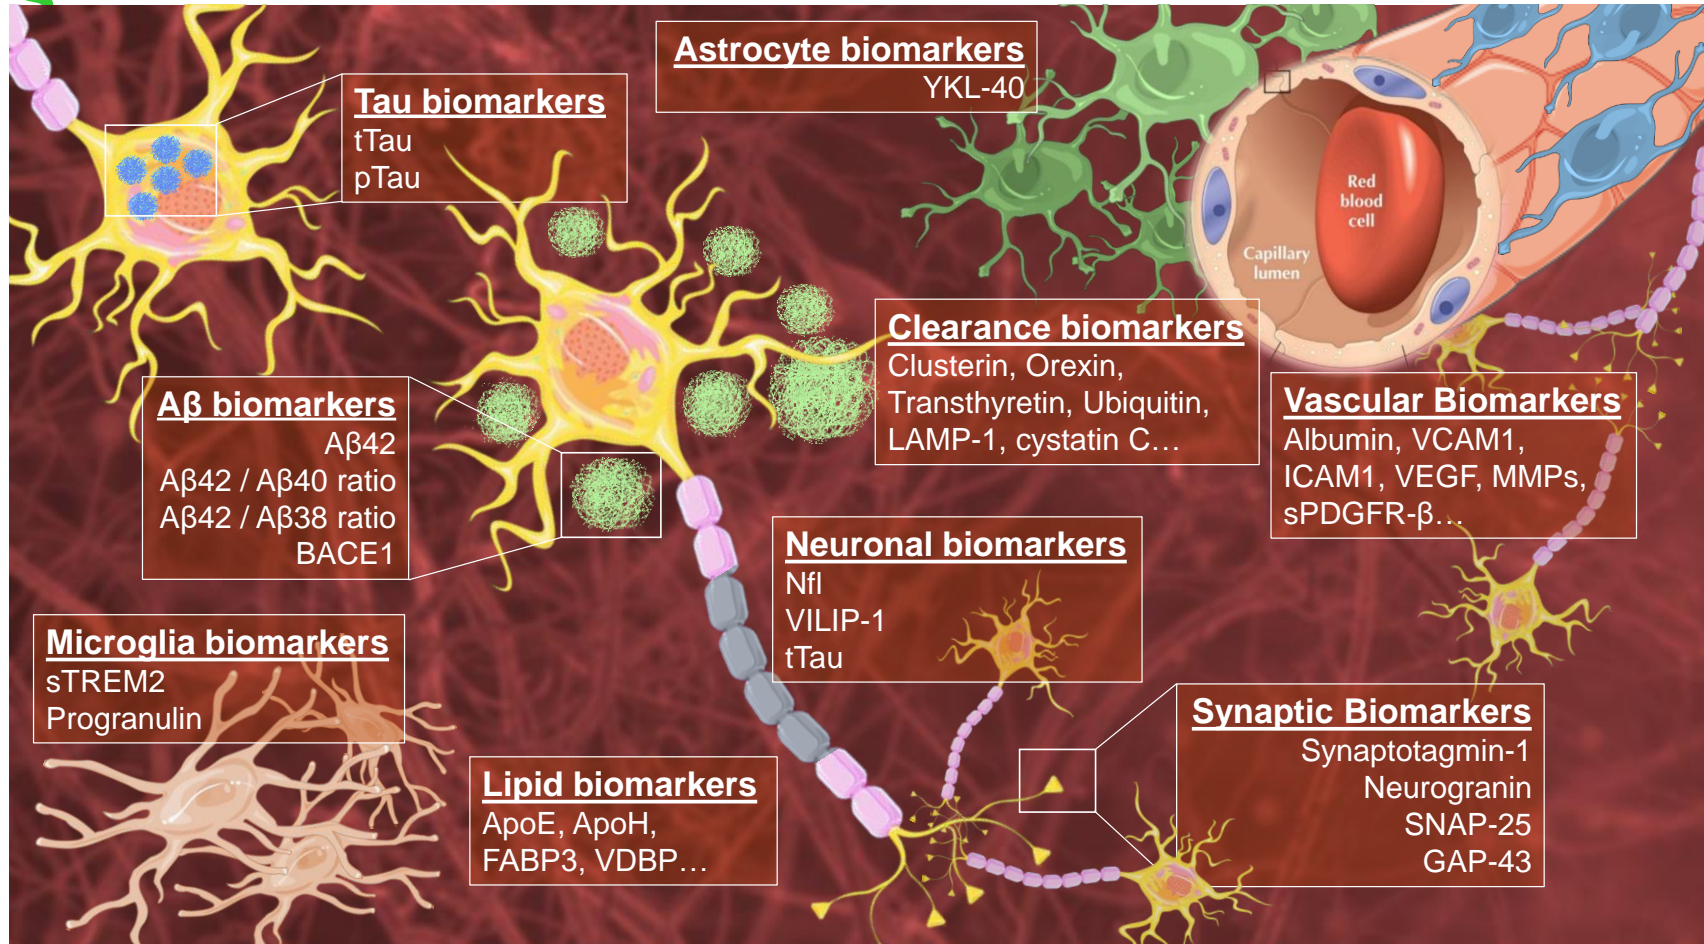 Astrocyte biomarkers
YKL-40
Tau biomarkers
tTau
pTau
Red
blood
cell
Capillary
lumen
Clearance biomarkers
Clusterin, Orexin,
Transthyretin, Ubiquitin,
LAMP-1, cystatin C…
Vascular Biomarkers
Albumin, VCAM1,
ICAM1, VEGF, MMPs,
sPDGFR-β…
Aβ biomarkers
Aβ42
Aβ42 / Aβ40 ratio
Aβ42 / Aβ38 ratio
BACE1
Neuronal biomarkers
Nfl
VILIP-1
tTau
Microglia biomarkers
sTREM2
Progranulin
Synaptic Biomarkers
Synaptotagmin-1
Neurogranin
SNAP-25
GAP-43
Lipid biomarkers
ApoE, ApoH,
FABP3, VDBP…